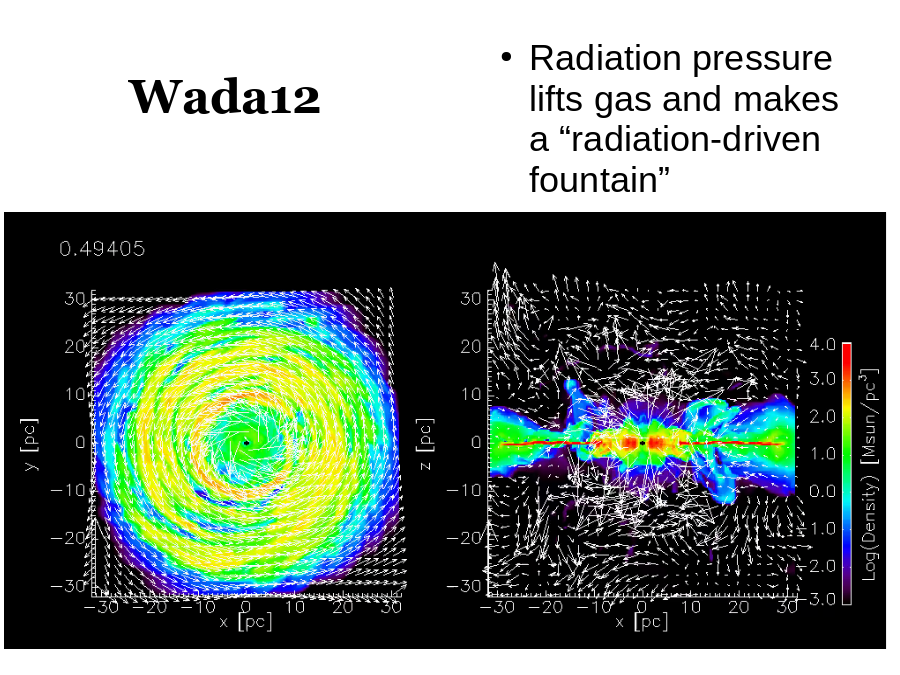 Wada12
• Radiation pressure
lifts gas and makes
a “radiation-driven
fountain”
0.49405
30
20
10
0
−10
−20
−30
y [pc]
−30 −20 −10 0 10 20 30
x [pc]
30
20
10
0
−10
−20
−30
z [pc]
−30 −20 −10 0 10 20 30
x [pc]
4.0
3.0
2.0
1.0
0.0
−1.0
−2.0
−3.0
Log(Density) [Msun/pc³]